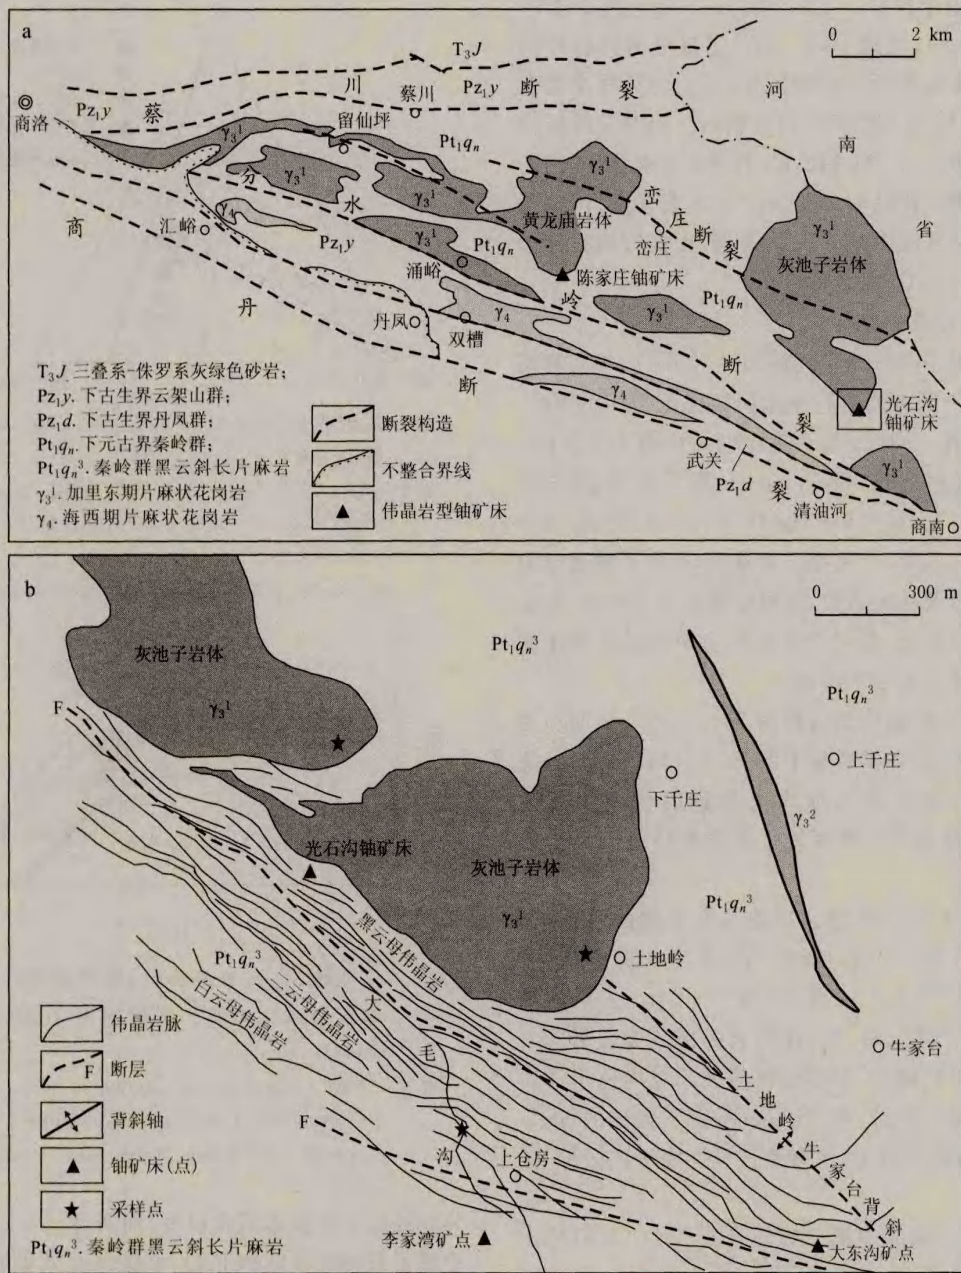 a
0 2 km
T₃J
Pz₁y 蔡 川 蔡川 Pz₁y 断 裂
河
南
省
商洛
留仙坪
Pt₁qₙ
γ₃¹
分 水 岭 断 裂
γ₃¹
γ₃¹
γ₃¹
黄龙庙岩体
峦 庄 断 裂
峦庄
γ₃¹
灰池子岩体
商 丹 断 裂
汇峪
γ₄
Pz₁y
γ₃¹
Pt₁qₙ
涌峪
陈家庄铀矿床
γ₃¹
Pt₁qₙ
丹凤
双槽
γ₄
γ₄
光石沟
铀矿床
武关
Pz₁d
清油河
γ₃¹
商南
T₃J.三叠系-侏罗系灰绿色砂岩;
Pz₁y.下古生界云架山群;
Pz₁d.下古生界丹凤群;
Pt₁qₙ.下元古界秦岭群;
Pt₁qₙ³.秦岭群黑云斜长片麻岩
γ₃¹.加里东期片麻状花岗岩
γ₄.海西期片麻状花岗岩
断裂构造
不整合界线
伟晶岩型铀矿床
b
0 300 m
灰池子岩体
γ₃¹
F
Pt₁qₙ³
Pt₁qₙ³
上千庄
下千庄
γ₃²
光石沟铀矿床
灰池子岩体
γ₃¹
Pt₁qₙ³
土地岭
黑云母伟晶岩
Pt₁qₙ³
二云母伟晶岩
白云母伟晶岩
大 毛 沟
牛家台
土 地 岭 牛 家 台 背 斜
F
上仓房
李家湾矿点
大东沟矿点
伟晶岩脉
F 断层
背斜轴
铀矿床(点)
采样点
Pt₁qₙ³.秦岭群黑云斜长片麻岩